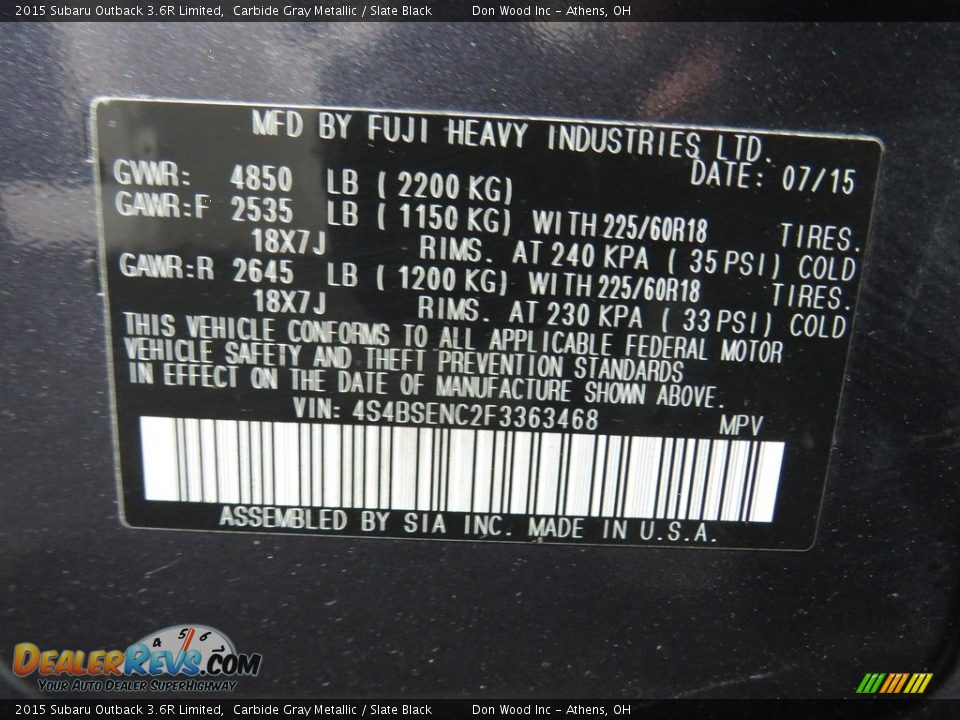 2015 Subaru Outback 3.6R Limited, Carbide Gray Metallic / Slate Black Don Wood Inc - Athens, OH
MFD BY FUJI HEAVY INDUSTRIES LTD.
DATE: 07/15
GVWR: 4850 LB (2200 KG)
GAWR:F 2535 LB (1150 KG) WITH 225/60R18 TIRES.
18X7J RIMS. AT 240 KPA (35PSI) COLD
GAWR:R 2645 LB (1200 KG) WITH 225/60R18 TIRES.
18X7J RIMS. AT 230 KPA (33PSI) COLD
THIS VEHICLE CONFORMS TO ALL APPLICABLE FEDERAL MOTOR
VEHICLE SAFETY AND THEFT PREVENTION STANDARDS
IN EFFECT ON THE DATE OF MANUFACTURE SHOWN ABOVE.
VIN: 4S4BSENC2F3363468 MPV
ASSEMBLED BY SIA INC. MADE IN U.S.A.
4 5 6 7
DEALERREVS.COM
YOUR AUTO DEALER SUPERHIGHWAY
2015 Subaru Outback 3.6R Limited, Carbide Gray Metallic / Slate Black Don Wood Inc - Athens, OH